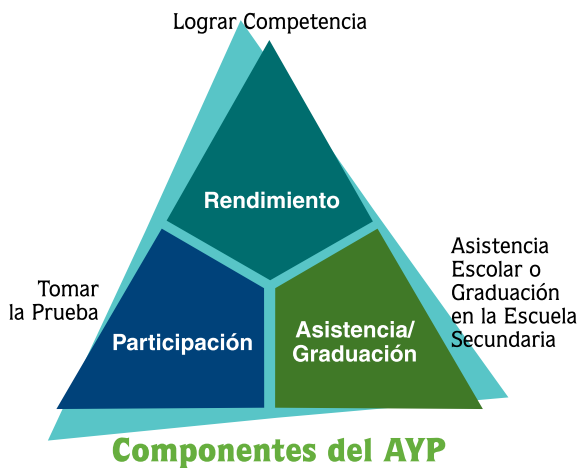 Lograr Competencia
Rendimiento
Asistencia
Escolar o
Graduación
en la Escuela
Secundaria
Tomar
la Prueba
Participación
Asistencia/
Graduación
Componentes del AYP